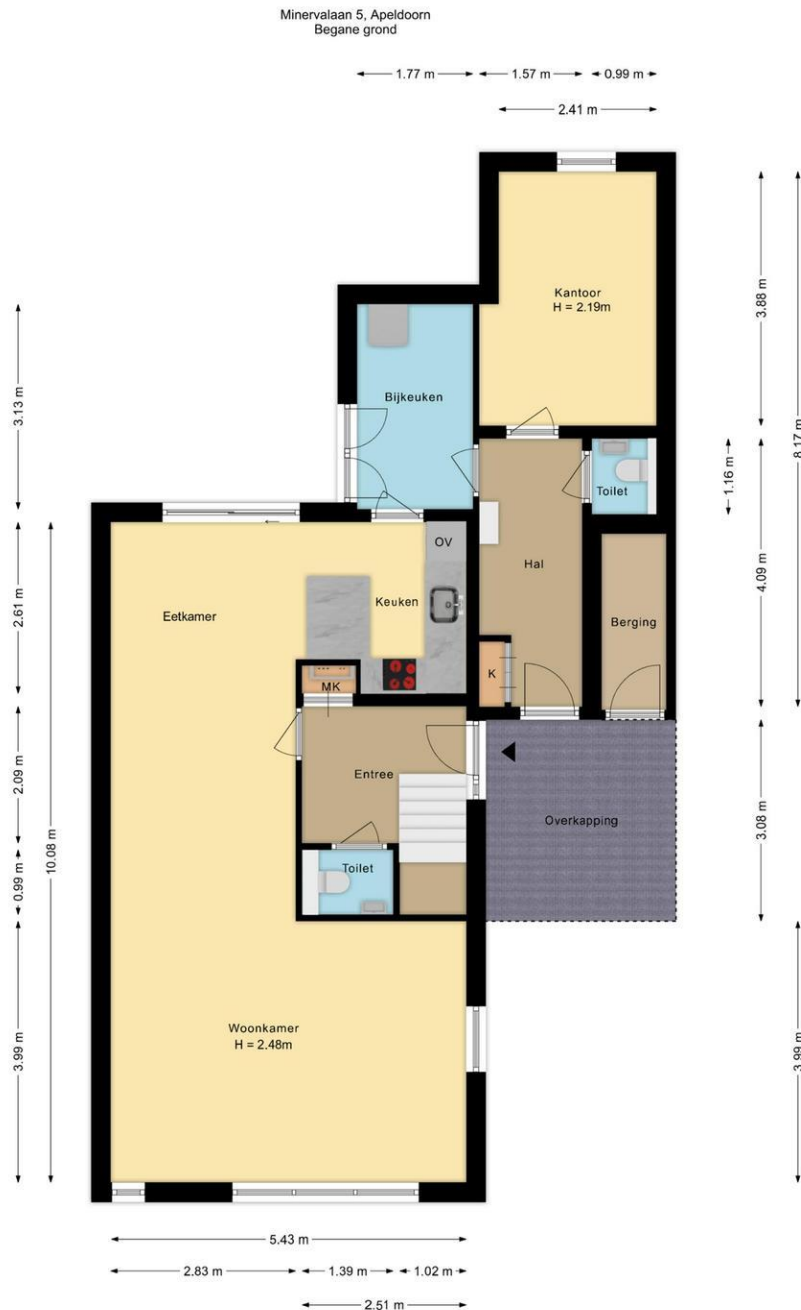 Minervalaan 5, Apeldoorn
Begane grond
1.77 m
1.57 m
0.99 m
2.41 m
Kantoor
H = 2.19m
3.88 m
8.17 m
3.13 m
Bijkeuken
1.16 m
Toilet
OV
Hal
4.09 m
2.61 m
Eetkamer
Keuken
Berging
K
MK
2.09 m
Entree
Overkapping
3.08 m
10.08 m
0.99 m
Toilet
Woonkamer
H = 2.48m
3.99 m
3.99 m
5.43 m
2.83 m
1.39 m
1.02 m
2.51 m